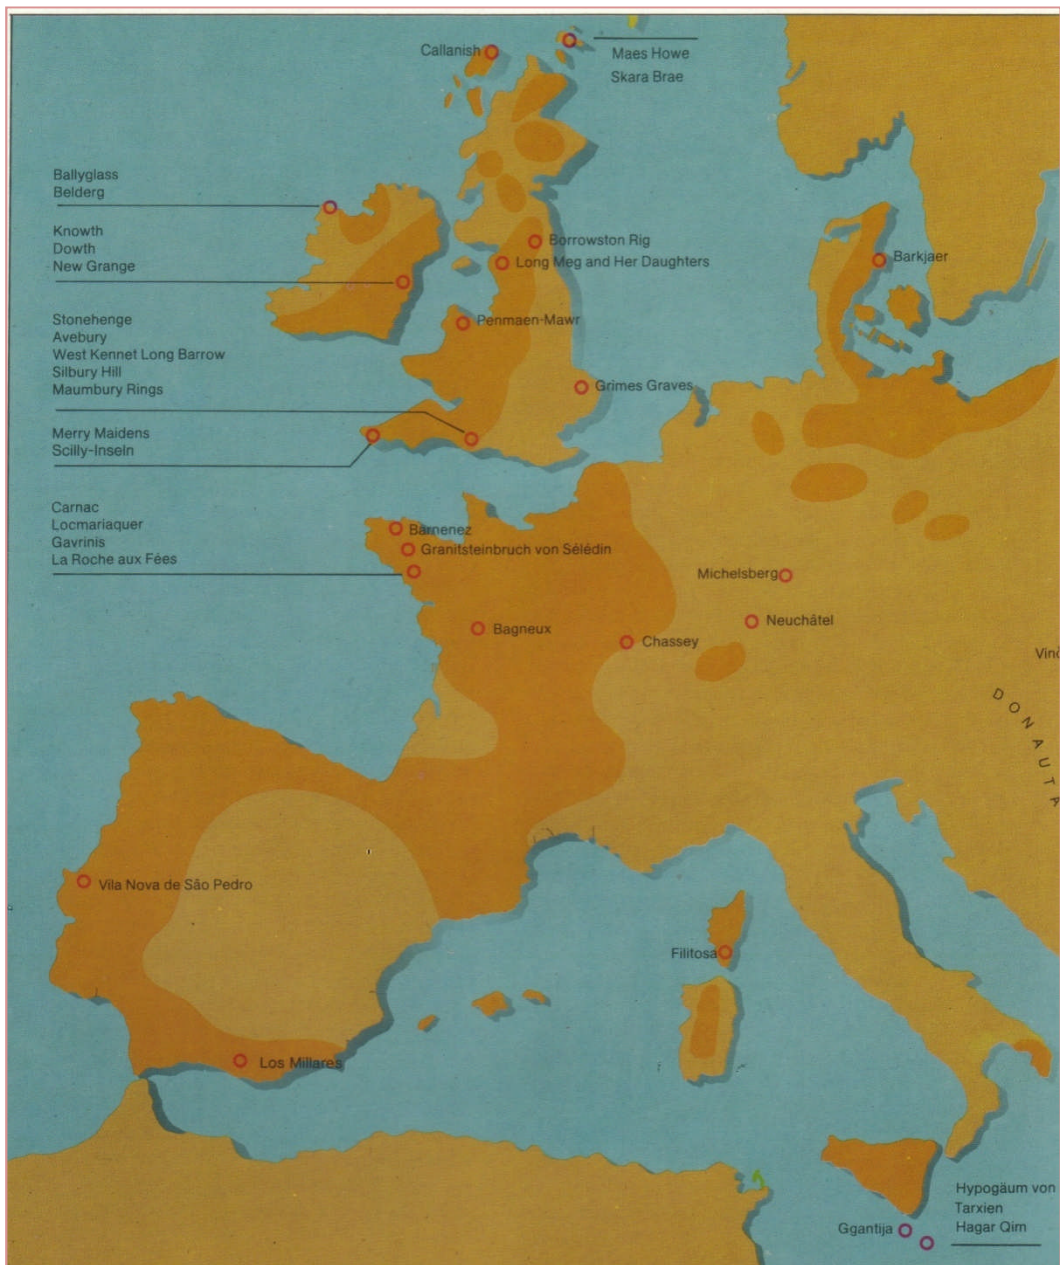 Callanish
Maes Howe
Skara Brae
Ballyglass
Belderg
Knowth
Dowth
New Grange
Borrowston Rig
Long Meg and Her Daughters
Barkjaer
Stonehenge
Avebury
West Kennet Long Barrow
Silbury Hill
Maumbury Rings
Penmaen-Mawr
Grimes Graves
Merry Maidens
Scilly-Inseln
Carnac
Locmariaquer
Gavrinis
La Roche aux Fées
Barnenez
Granitsteinbruch von Sélédin
Michelsberg
Neuchâtel
Bagneux
Chassey
DONAUTA
Vila Nova de São Pedro
Filitosa
Los Millares
Hypogäum von
Tarxien
Hagar Qim
Ggantija